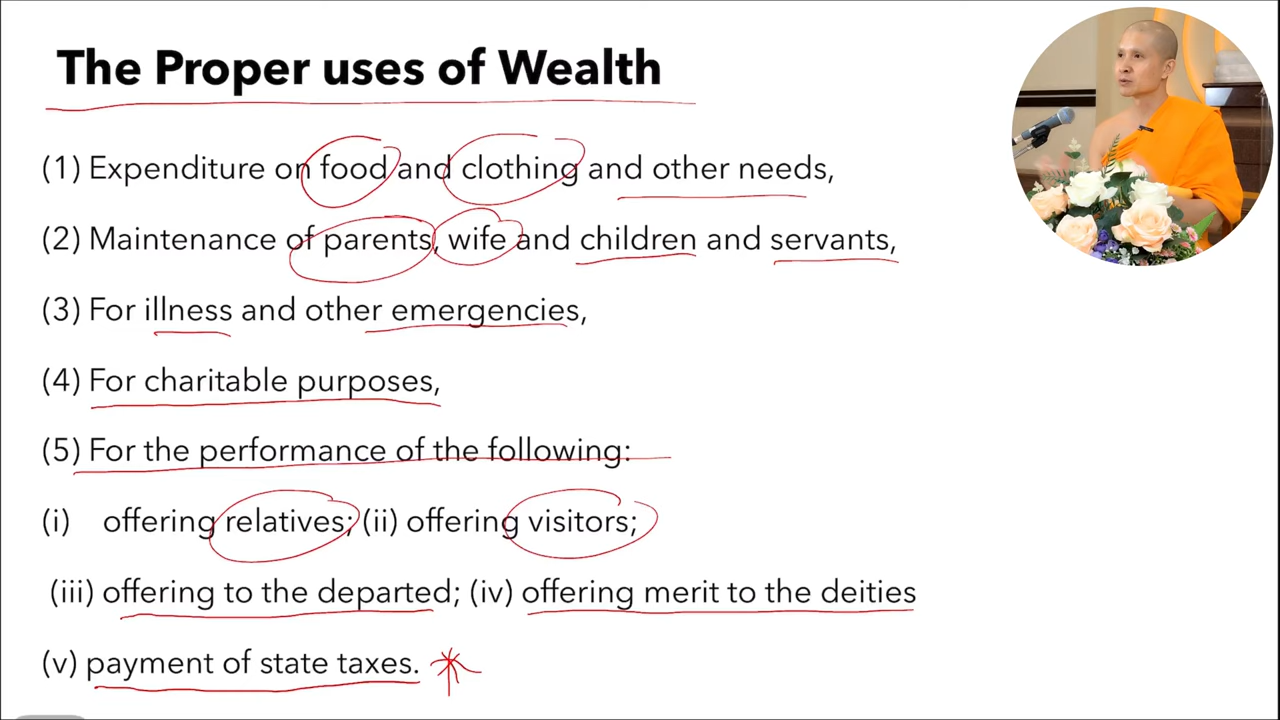 The Proper uses of Wealth
(1) Expenditure on food and clothing and other needs,
(2) Maintenance of parents, wife and children and servants,
(3) For illness and other emergencies,
(4) For charitable purposes,
(5) For the performance of the following:
(i) offering relatives; (ii) offering visitors;
(iii) offering to the departed; (iv) offering merit to the deities
(v) payment of state taxes.